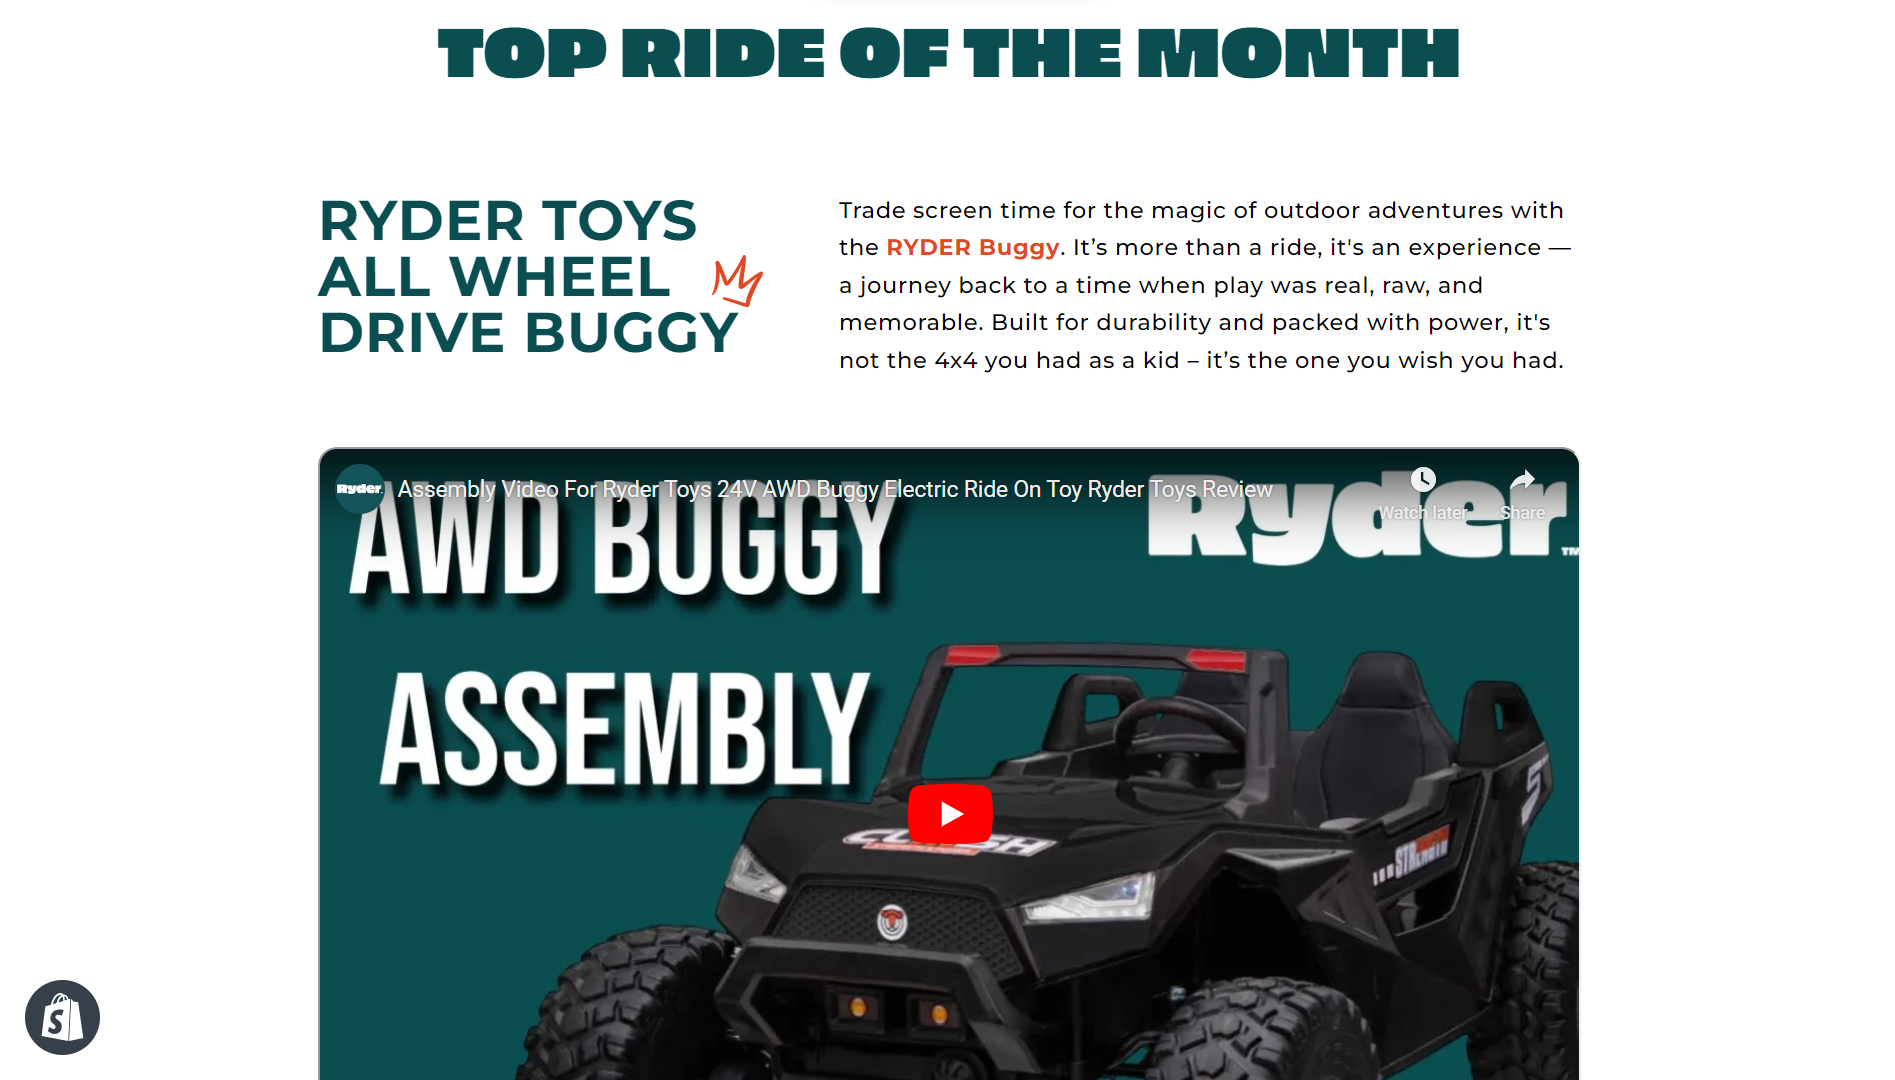 TOP RIDE OF THE MONTH
RYDER TOYS
ALL WHEEL
DRIVE BUGGY
Trade screen time for the magic of outdoor adventures with
the RYDER Buggy. It’s more than a ride, it's an experience —
a journey back to a time when play was real, raw, and
memorable. Built for durability and packed with power, it's
not the 4x4 you had as a kid – it’s the one you wish you had.
Ryder
Assembly Video For Ryder Toys 24V AWD Buggy Electric Ride On Toy Ryder Toys Review
Watch later
Share
AWD BUGGY
Ryder™
ASSEMBLY
STRENGTH
S